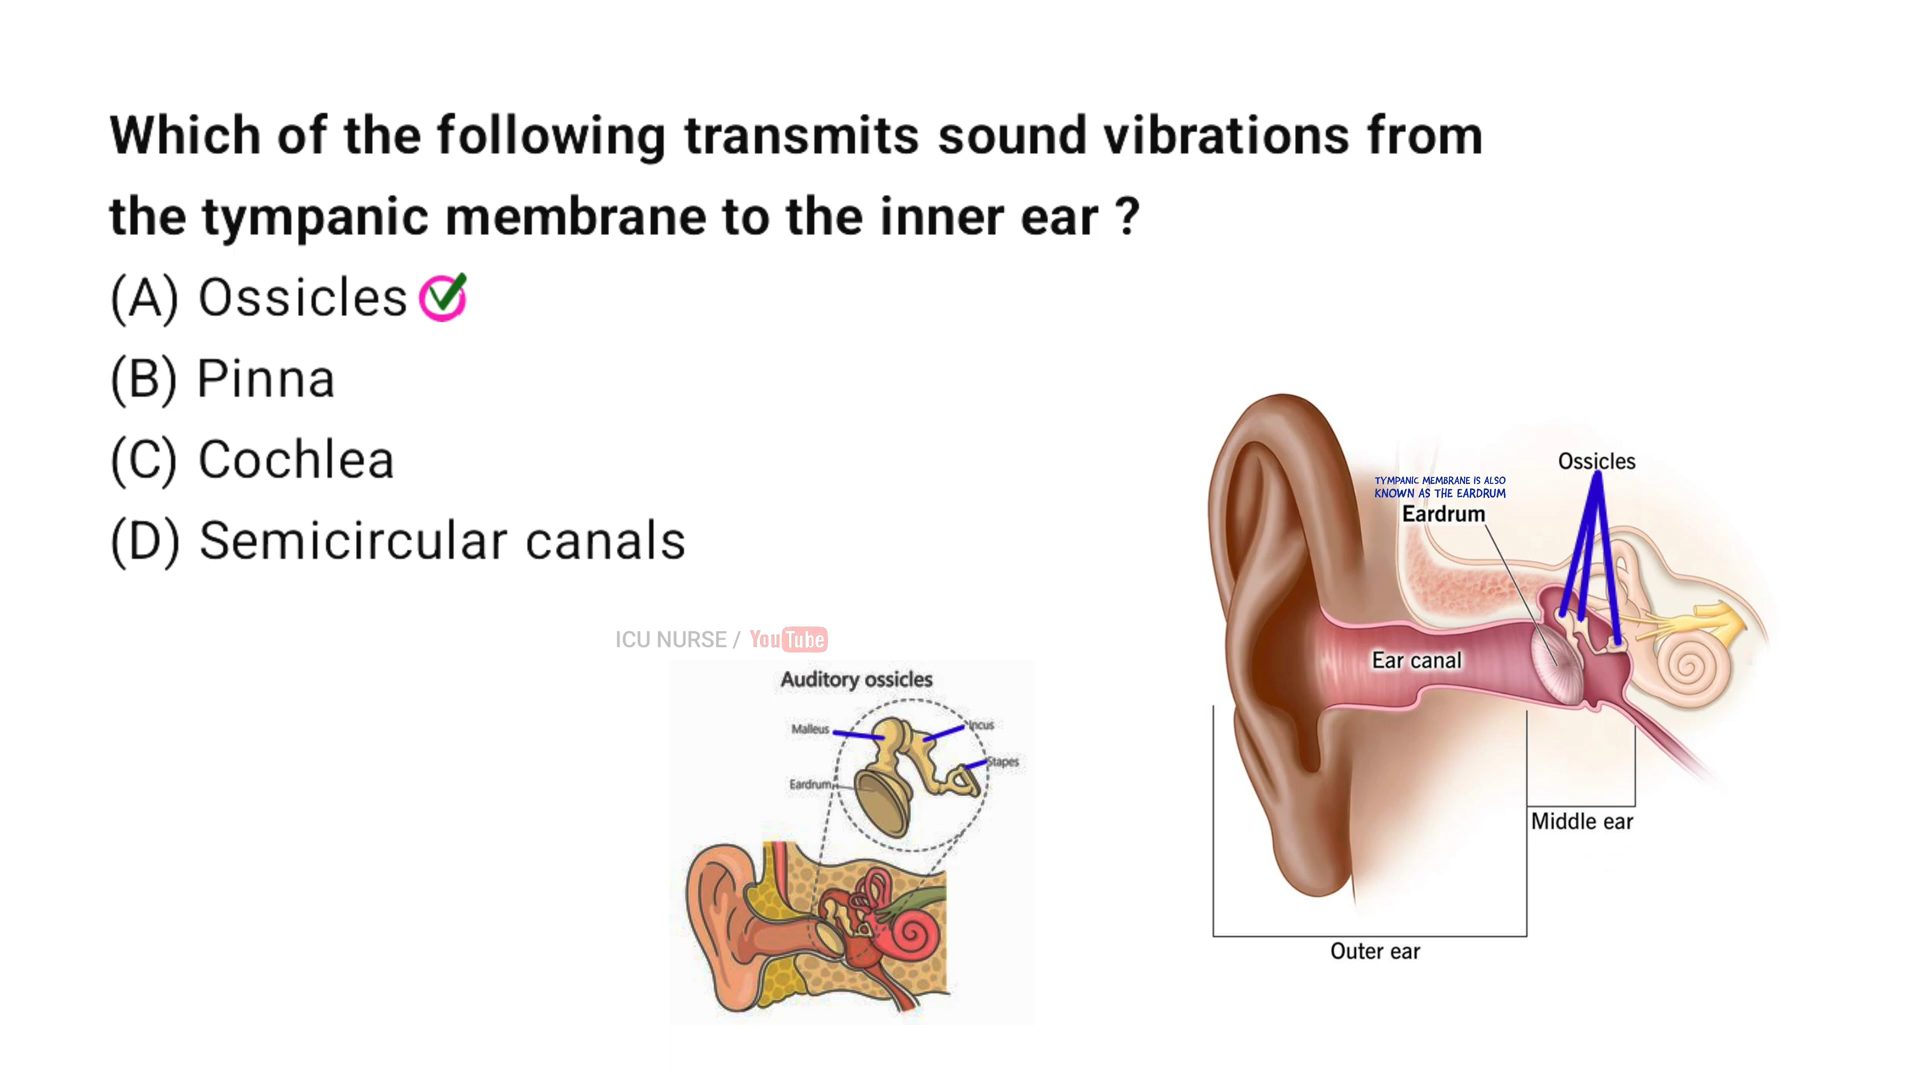 Which of the following transmits sound vibrations from
the tympanic membrane to the inner ear ?
(A) Ossicles
(B) Pinna
(C) Cochlea
(D) Semicircular canals
ICU NURSE / YouTube
Auditory ossicles
Malleus
Incus
Stapes
Eardrum
Ossicles
TYMPANIC MEMBRANE IS ALSO
KNOWN AS THE EARDRUM
Eardrum
Ear canal
Middle ear
Outer ear